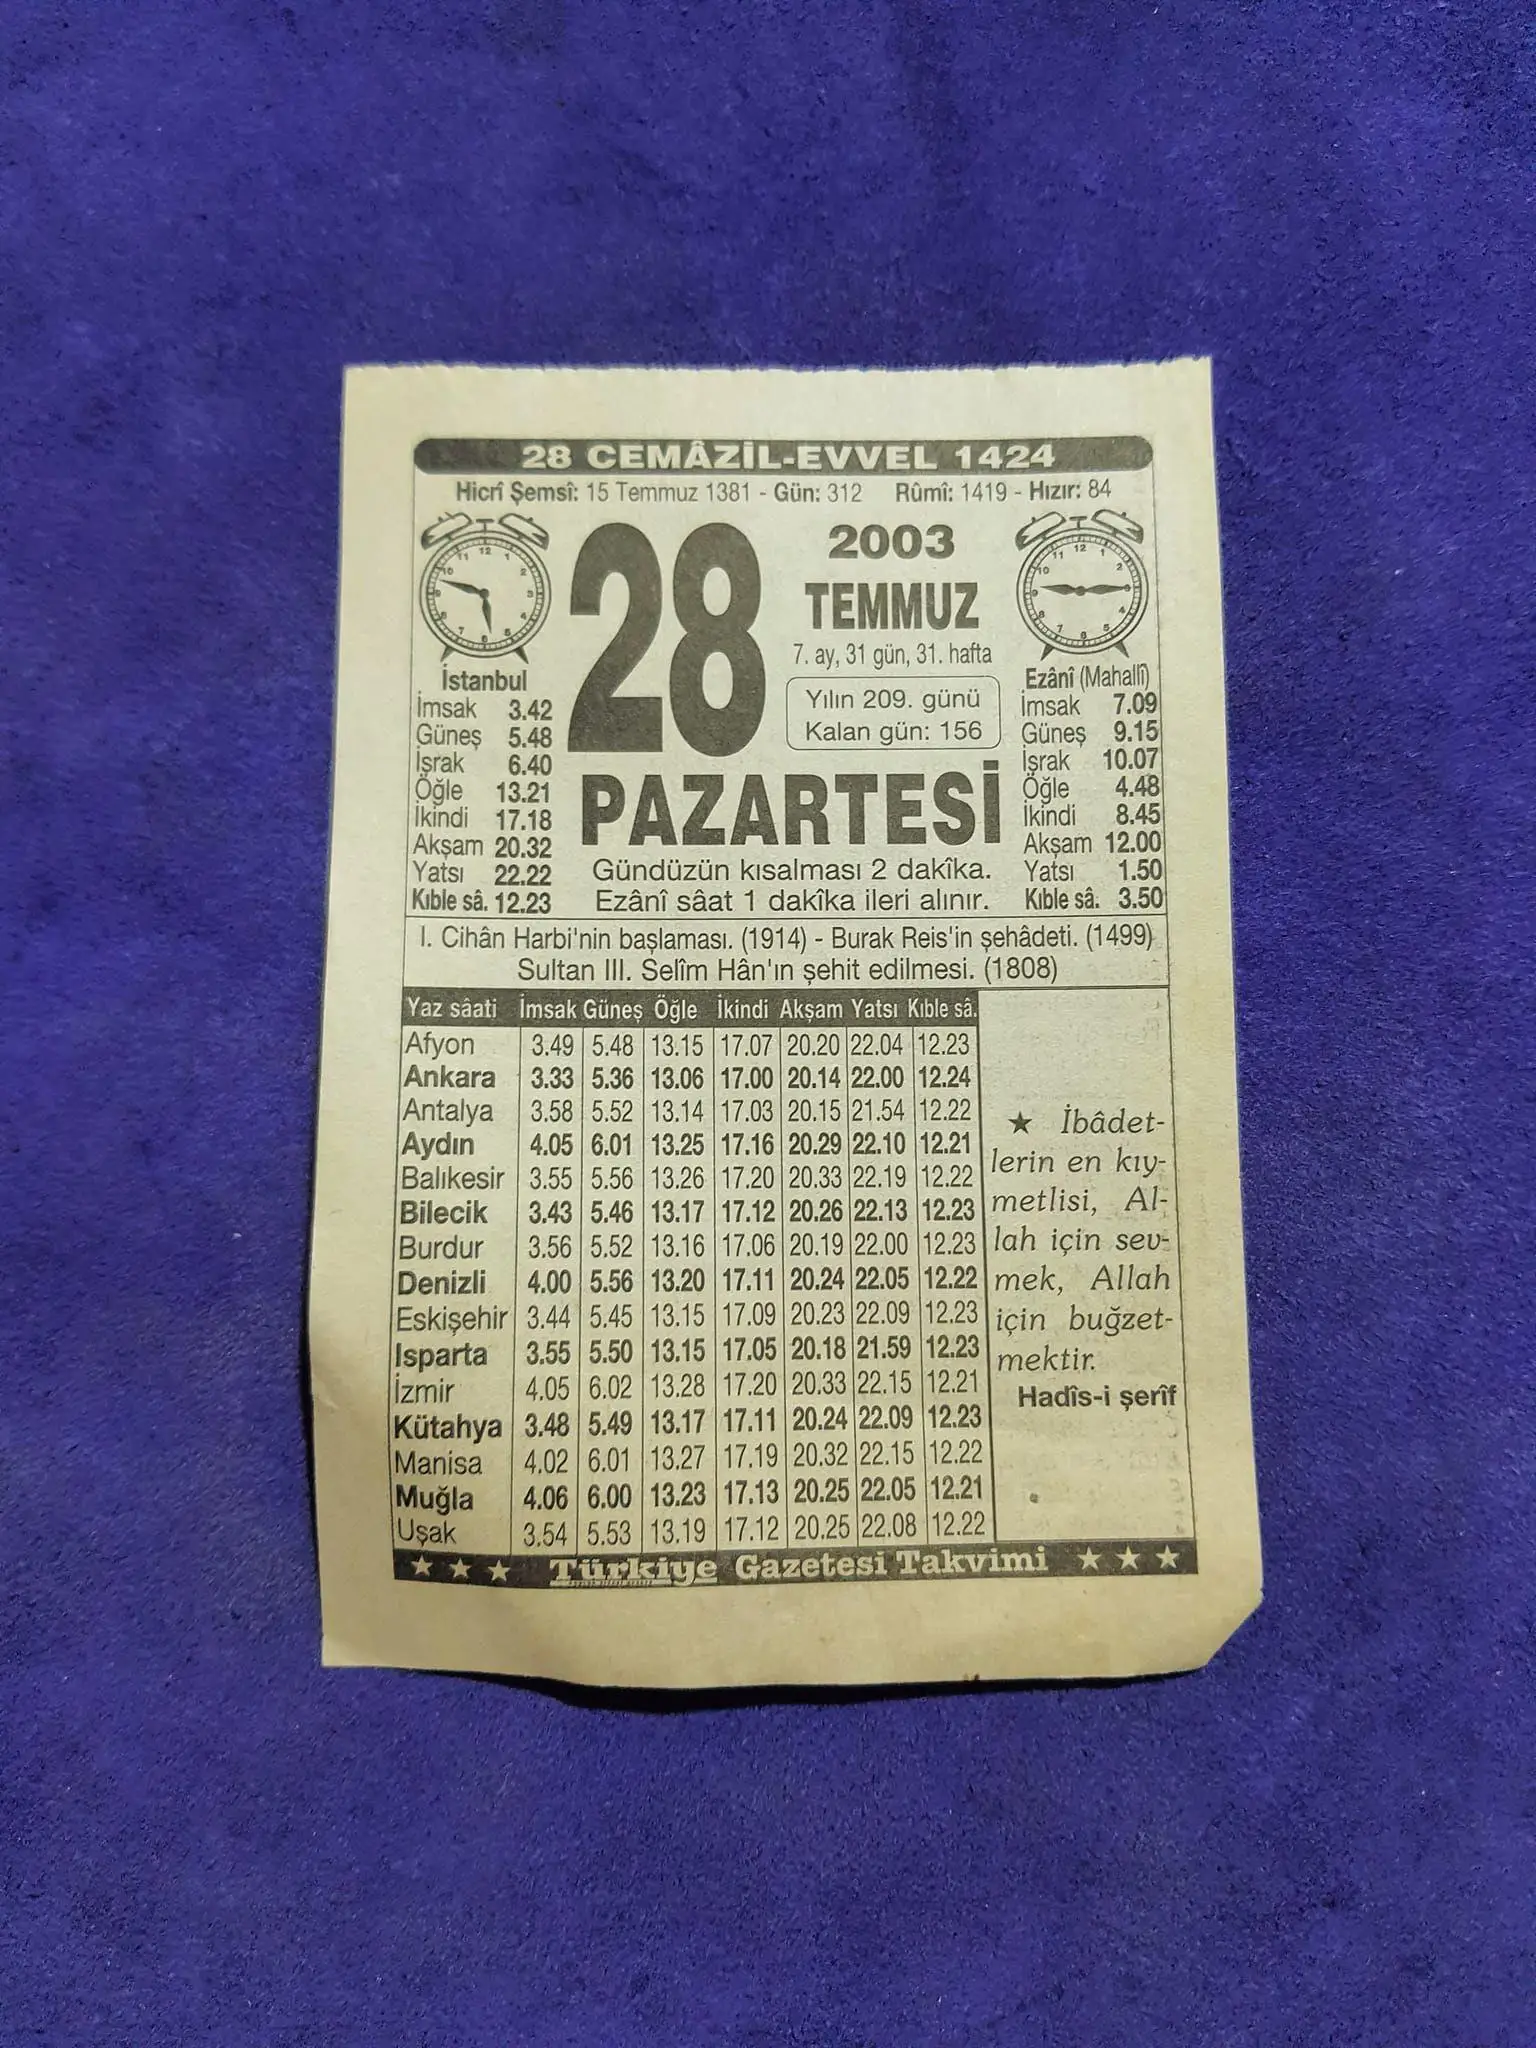 28 CEMÂZİL-EVVEL 1424
Hicrî Şemsî: 15 Temmuz 1381 - Gün: 312 Rûmî: 1419 - Hızır: 84
28
2003
TEMMUZ
7. ay, 31 gün, 31. hafta
Yılın 209. günü
Kalan gün: 156
PAZARTESİ
Gündüzün kısalması 2 dakîka.
Ezânî sâat 1 dakîka ileri alınır.
İstanbul
İmsak 3.42
Güneş 5.48
İşrak 6.40
Öğle 13.21
İkindi 17.18
Akşam 20.32
Yatsı 22.22
Kıble sâ. 12.23
Ezânî (Mahallî)
İmsak 7.09
Güneş 9.15
İşrak 10.07
Öğle 4.48
İkindi 8.45
Akşam 12.00
Yatsı 1.50
Kıble sâ. 3.50
I. Cihân Harbi'nin başlaması. (1914) - Burak Reis'in şehâdeti. (1499)
Sultan III. Selîm Hân'ın şehit edilmesi. (1808)
Yaz sâati İmsak Güneş Öğle İkindi Akşam Yatsı Kıble sâ.
Afyon 3.49 5.48 13.15 17.07 20.20 22.04 12.23
Ankara 3.33 5.36 13.06 17.00 20.14 22.00 12.24
Antalya 3.58 5.52 13.14 17.03 20.15 21.54 12.22
Aydın 4.05 6.01 13.25 17.16 20.29 22.10 12.21
Balıkesir 3.55 5.56 13.26 17.20 20.33 22.19 12.22
Bilecik 3.43 5.46 13.17 17.12 20.26 22.13 12.23
Burdur 3.56 5.52 13.16 17.06 20.19 22.00 12.23
Denizli 4.00 5.56 13.20 17.11 20.24 22.05 12.22
Eskişehir 3.44 5.45 13.15 17.09 20.23 22.09 12.23
Isparta 3.55 5.50 13.15 17.05 20.18 21.59 12.23
İzmir 4.05 6.02 13.28 17.20 20.33 22.15 12.21
Kütahya 3.48 5.49 13.17 17.11 20.24 22.09 12.23
Manisa 4.02 6.01 13.27 17.19 20.32 22.15 12.22
Muğla 4.06 6.00 13.23 17.13 20.25 22.05 12.21
Uşak 3.54 5.53 13.19 17.12 20.25 22.08 12.22
★ İbâdet-
lerin en kıy-
metlisi, Al-
lah için sev-
mek, Allah
için buğzet-
mektir.
Hadîs-i şerîf
★ ★ ★ Türkiye Gazetesi Takvimi ★ ★ ★